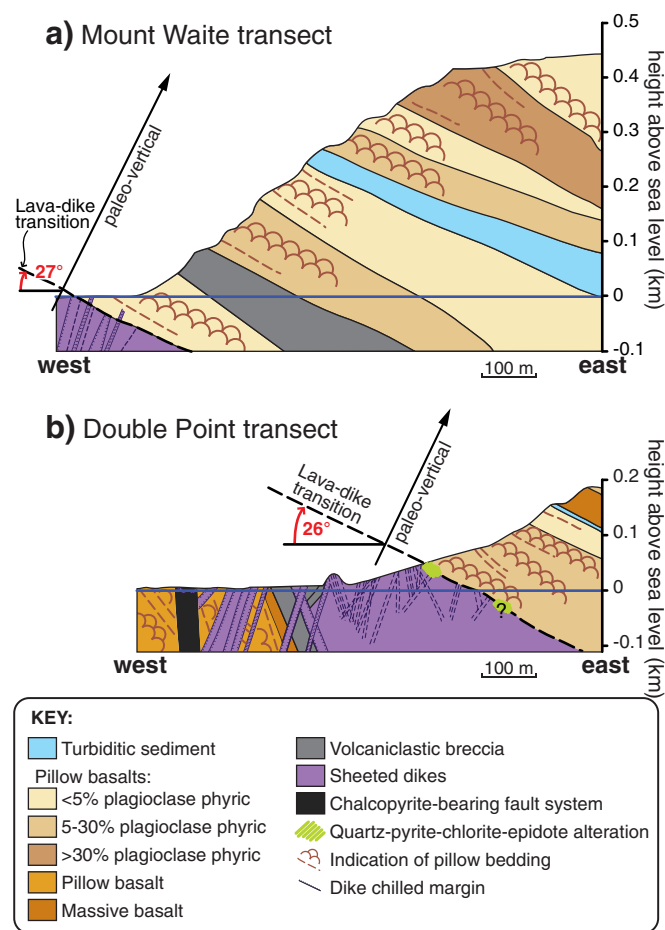 a) Mount Waite transect
0.5
0.4
0.3
0.2
0.1
0
-0.1
height above sea level (km)
paleo-vertical
Lava-dike
transition
27°
west
100 m
east
b) Double Point transect
0.2
0.1
0
-0.1
height above sea level (km)
Lava-dike
transition
paleo-vertical
26°
?
west
100 m
east
KEY:
Turbiditic sediment
Pillow basalts:
<5% plagioclase phyric
5-30% plagioclase phyric
>30% plagioclase phyric
Pillow basalt
Massive basalt
Volcaniclastic breccia
Sheeted dikes
Chalcopyrite-bearing fault system
Quartz-pyrite-chlorite-epidote alteration
Indication of pillow bedding
Dike chilled margin